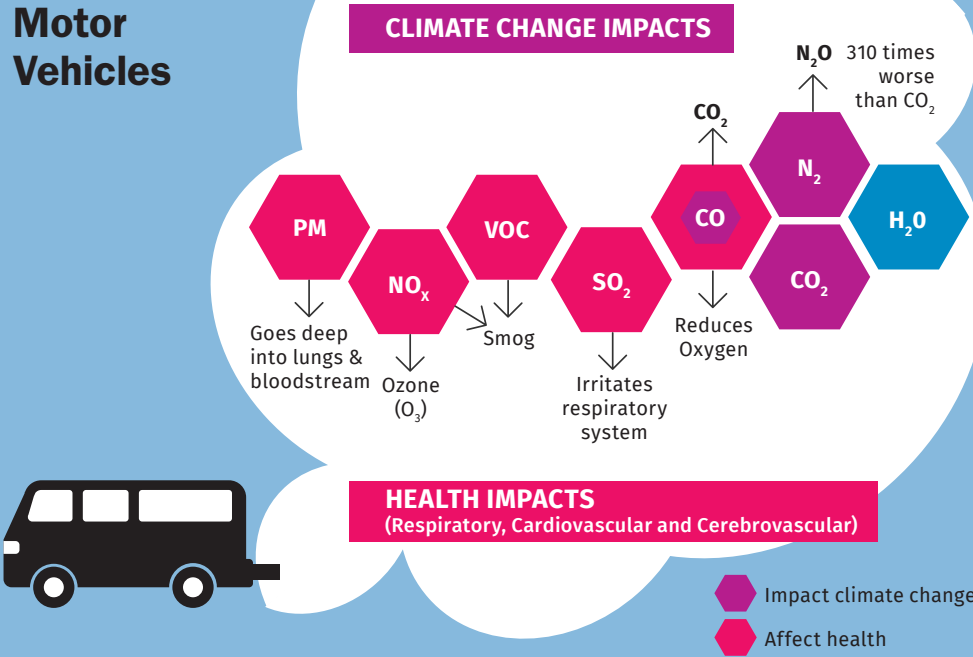 Motor
Vehicles
CLIMATE CHANGE IMPACTS
N₂O 310 times
worse
than CO₂
CO₂
N₂
PM
VOC
CO
H₂0
NOₓ
SO₂
CO₂
Goes deep
into lungs &
bloodstream
Smog
Ozone
(O₃)
Reduces
Oxygen
Irritates
respiratory
system
HEALTH IMPACTS
(Respiratory, Cardiovascular and Cerebrovascular)
Impact climate change
Affect health